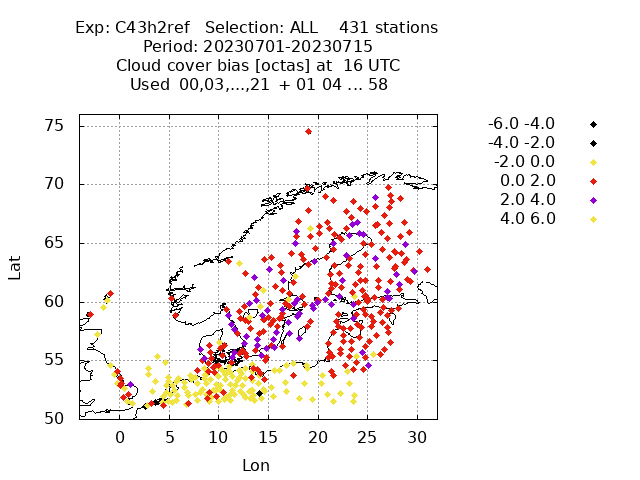 Exp: C43h2ref   Selection: ALL    431 stations
Period: 20230701-20230715
Cloud cover bias [octas] at  16 UTC
Used  00,03,...,21  + 01 04 ... 58
-6.0 -4.0
-4.0 -2.0
-2.0 0.0
0.0 2.0
2.0 4.0
4.0 6.0
75
70
65
60
55
50
Lat
0 5 10 15 20 25 30
Lon